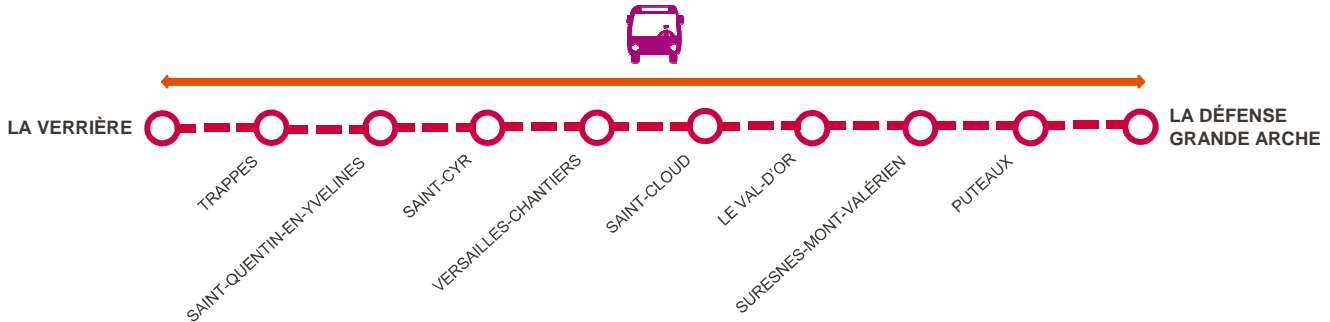 LA VERRIÈRE
TRAPPES
SAINT-QUENTIN-EN-YVELINES
SAINT-CYR
VERSAILLES-CHANTIERS
SAINT-CLOUD
LE VAL-D'OR
SURESNES-MONT-VALÉRIEN
PUTEAUX
LA DÉFENSE
GRANDE ARCHE